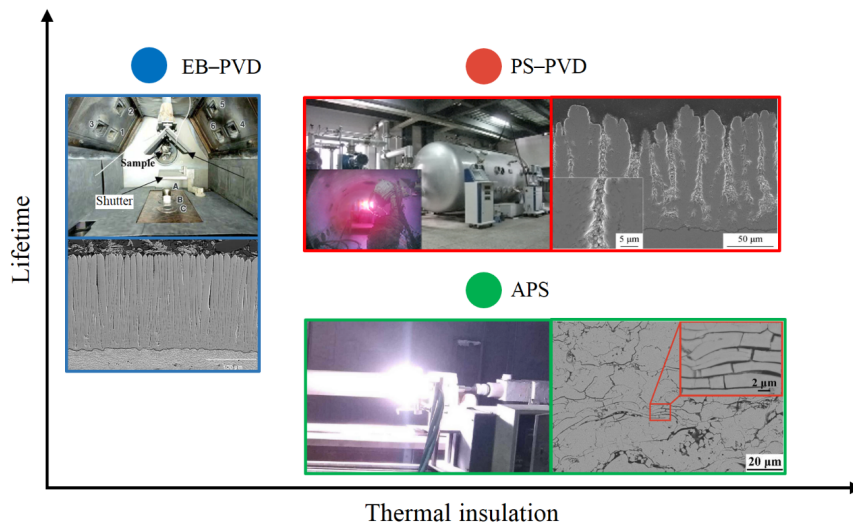 Lifetime
EB–PVD
5
2
3
1
6
4
Sample
Shutter
A
B
C
PS–PVD
5 μm
50 μm
APS
2 μm
20 μm
Thermal insulation